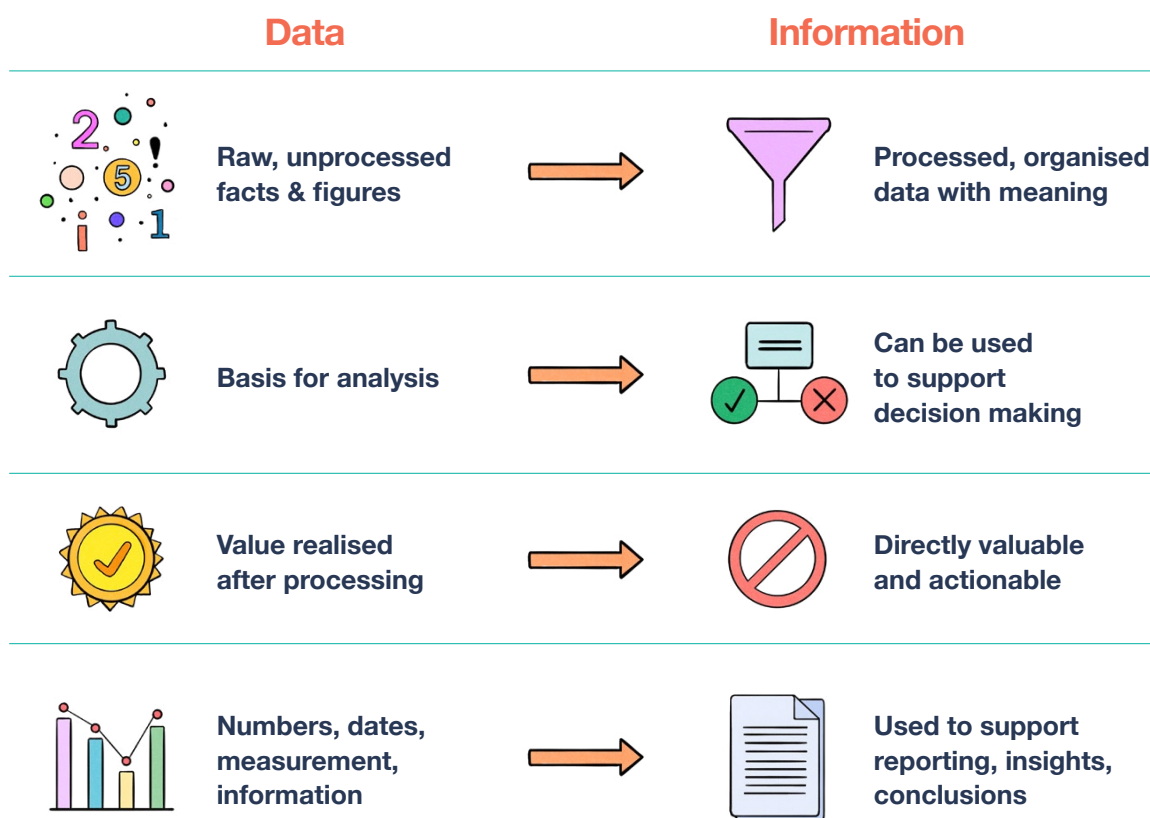 Data
Information
2
!
5
i
1
Raw, unprocessed
facts & figures
Processed, organised
data with meaning
Basis for analysis
Can be used
to support
decision making
Value realised
after processing
Directly valuable
and actionable
Numbers, dates,
measurement,
information
Used to support
reporting, insights,
conclusions